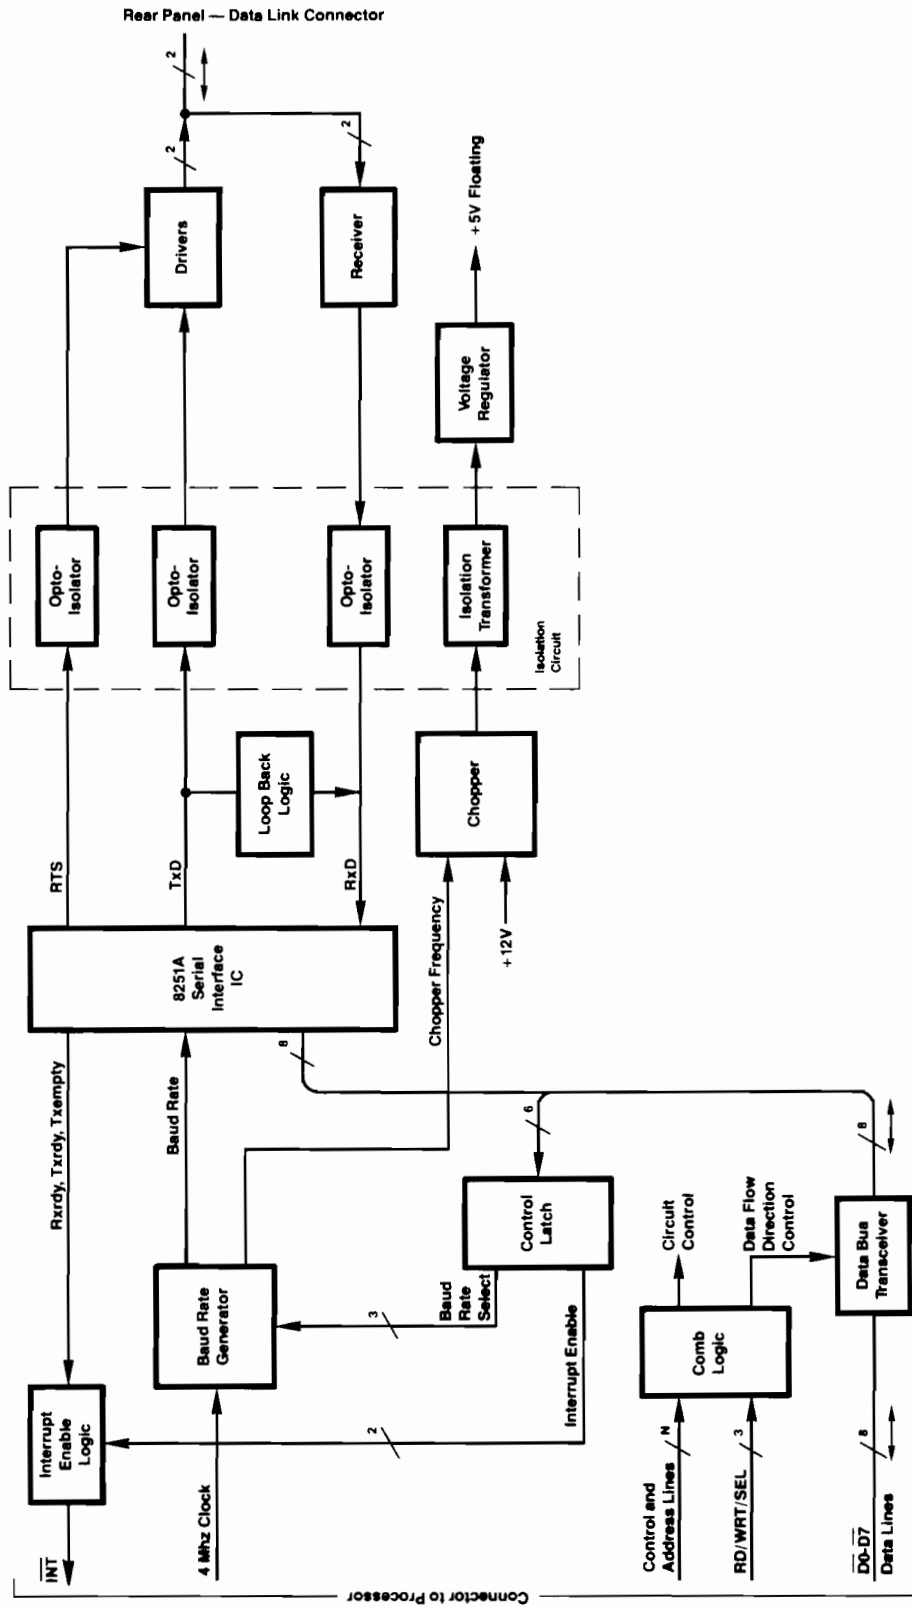 Rear Panel — Data Link Connector
2
2
2
Drivers
Receiver
+5V Floating
Voltage
Regulator
Opto-
Isolator
Opto-
Isolator
Opto-
Isolator
Isolation
Transformer
Isolation
Circuit
Loop Back
Logic
Chopper
RTS
TxD
RxD
8251A
Serial
Interface
IC
Chopper Frequency
+12V
Rxrdy, Txrdy, Txempty
Baud Rate
8
6
8
Interrupt
Enable
Logic
Baud Rate
Generator
Control
Latch
Baud
Rate
Select
3
Interrupt Enable
2
Circuit
Control
Data Flow
Direction
Control
Comb
Logic
Data Bus
Transceiver
INT
4 Mhz Clock
Control and
Address Lines
N
RD/WRT/SEL
3
D0-D7
Data Lines
8
Connector to Processor